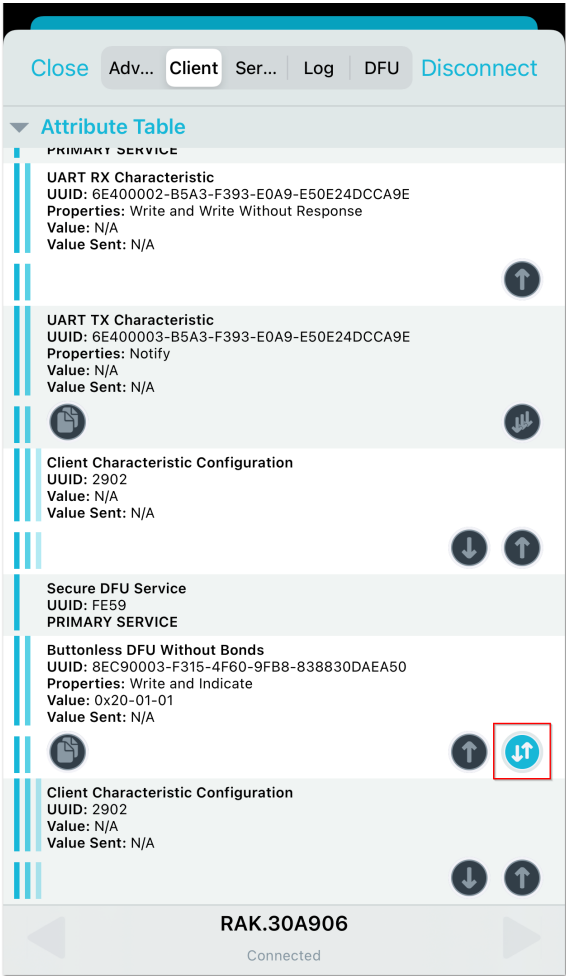 Close
Adv...
Client
Ser...
Log
DFU
Disconnect
Attribute Table
PRIMARY SERVICE
UART RX Characteristic
UUID: 6E400002-B5A3-F393-E0A9-E50E24DCCA9E
Properties: Write and Write Without Response
Value: N/A
Value Sent: N/A
UART TX Characteristic
UUID: 6E400003-B5A3-F393-E0A9-E50E24DCCA9E
Properties: Notify
Value: N/A
Value Sent: N/A
Client Characteristic Configuration
UUID: 2902
Value: N/A
Value Sent: N/A
Secure DFU Service
UUID: FE59
PRIMARY SERVICE
Buttonless DFU Without Bonds
UUID: 8EC90003-F315-4F60-9FB8-838830DAEA50
Properties: Write and Indicate
Value: 0x20-01-01
Value Sent: N/A
Client Characteristic Configuration
UUID: 2902
Value: N/A
Value Sent: N/A
RAK.30A906
Connected